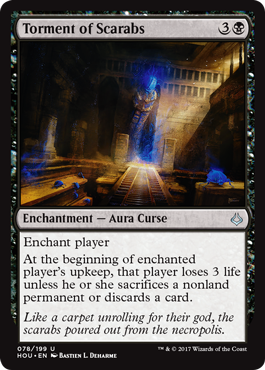 Torment of Scarabs 3
Enchantment — Aura Curse
Enchant player
At the beginning of enchanted
player's upkeep, that player loses 3 life
unless he or she sacrifices a nonland
permanent or discards a card.
Like a carpet unrolling for their god, the
scarabs poured out from the necropolis.
078/199 U
HOU • EN BASTIEN L. DEHARME
™ & © 2017 Wizards of the Coast